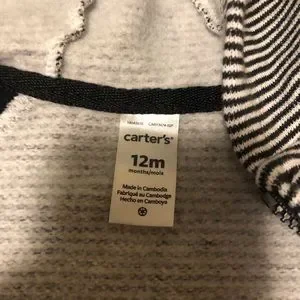 carter's
12m
months/mois
Made in Cambodia
Fabriqué au Cambodge
Hecho en Camboya